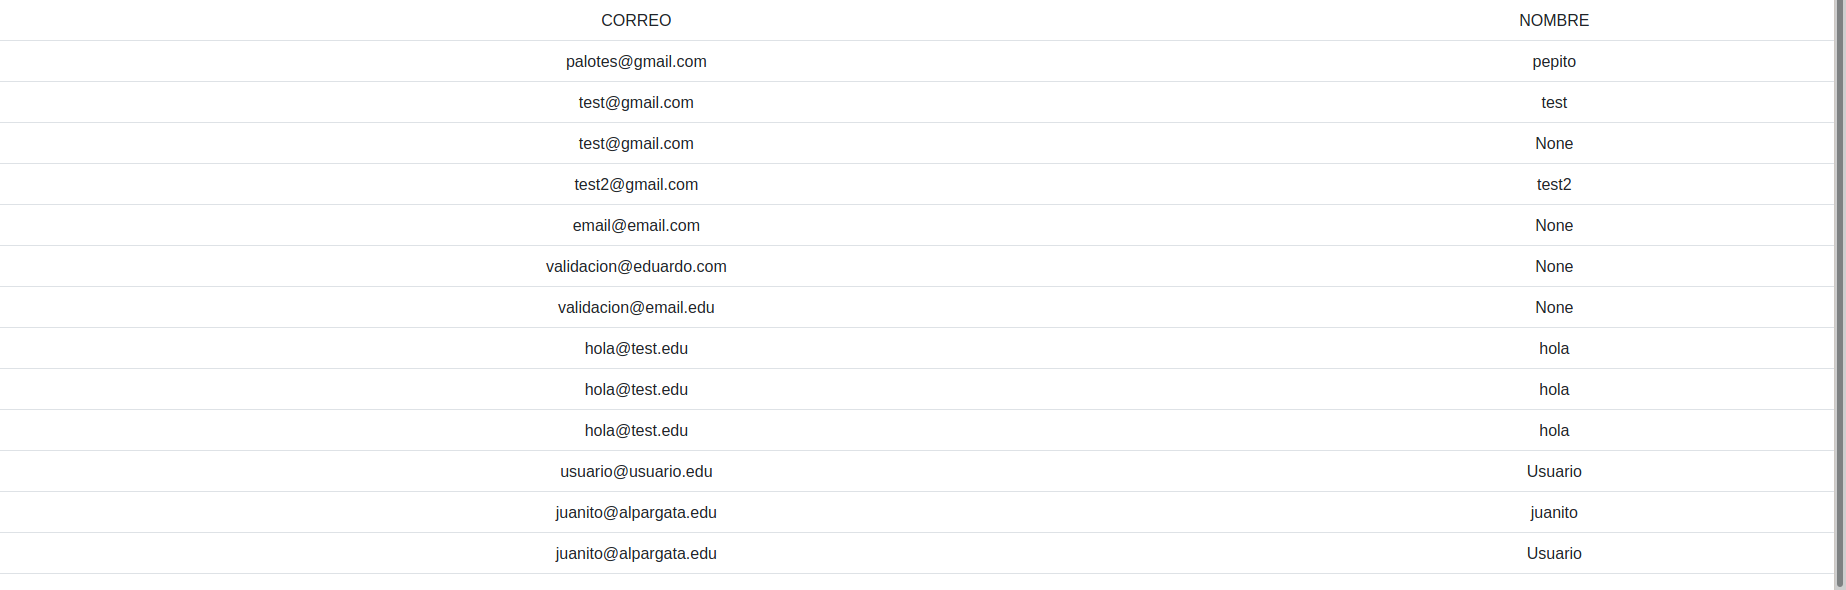 CORREO NOMBRE
palotes@gmail.com pepito
test@gmail.com test
test@gmail.com None
test2@gmail.com test2
email@email.com None
validacion@eduardo.com None
validacion@email.edu None
hola@test.edu hola
hola@test.edu hola
hola@test.edu hola
usuario@usuario.edu Usuario
juanito@alpargata.edu juanito
juanito@alpargata.edu Usuario